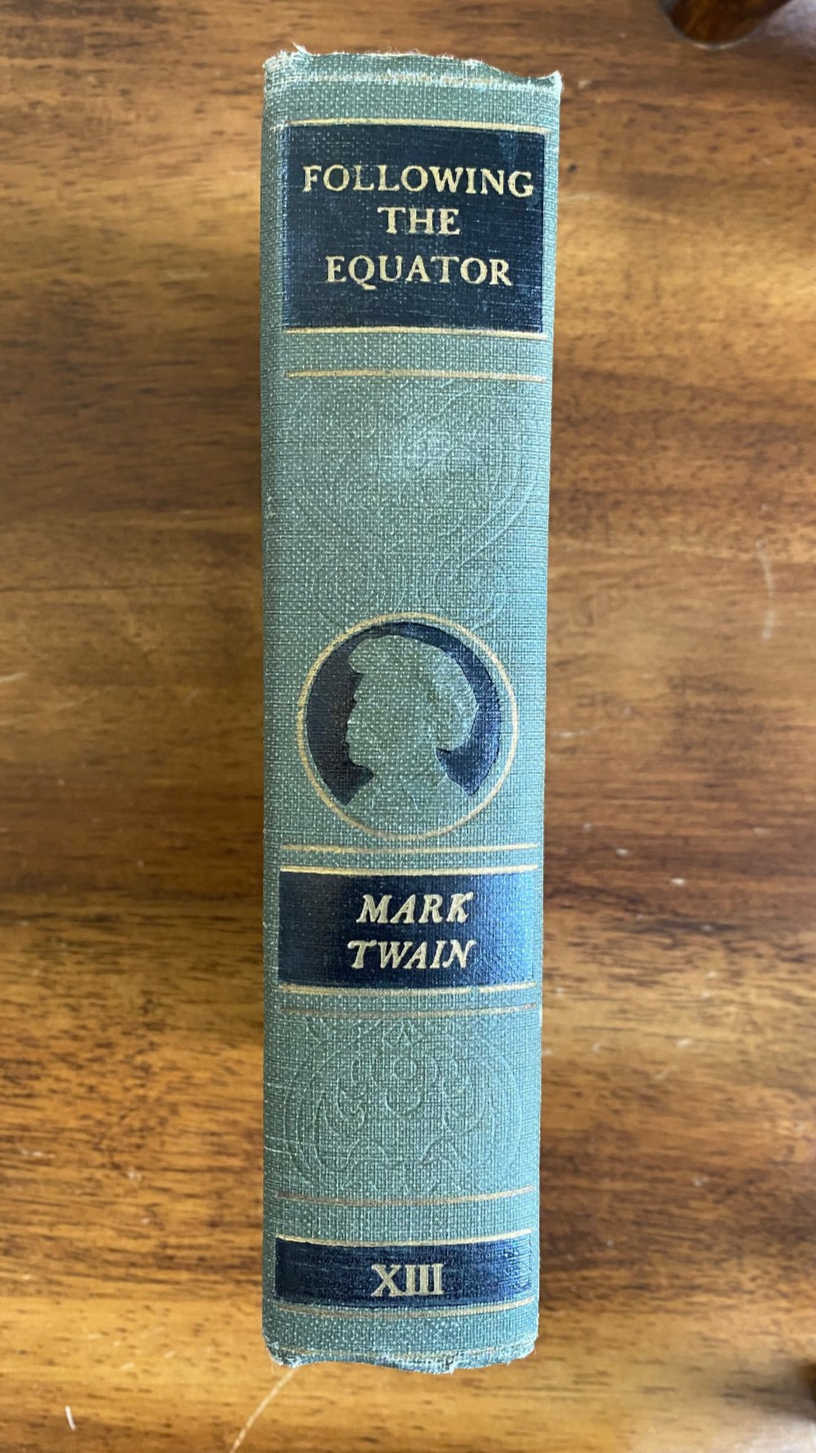 FOLLOWING
THE
EQUATOR
MARK
TWAIN
XIII